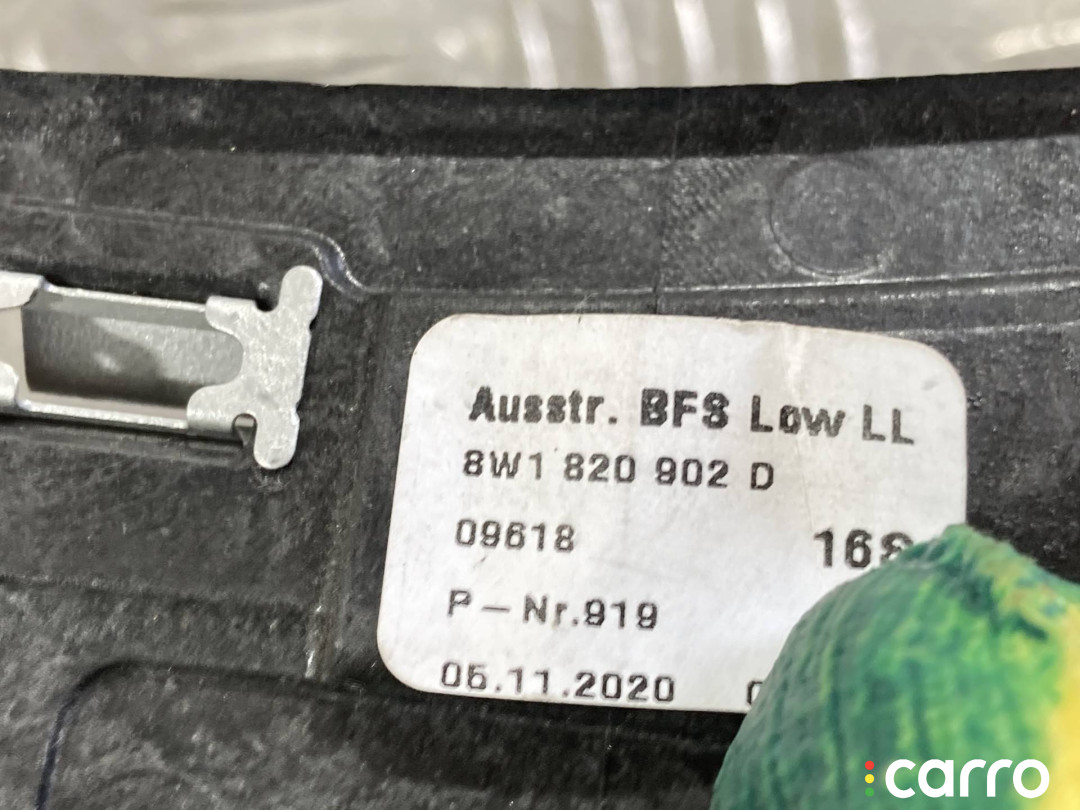 Ausstr. BFS Low LL
8W1 820 902 D
09618
P-Nr.919
05.11.2020
carro